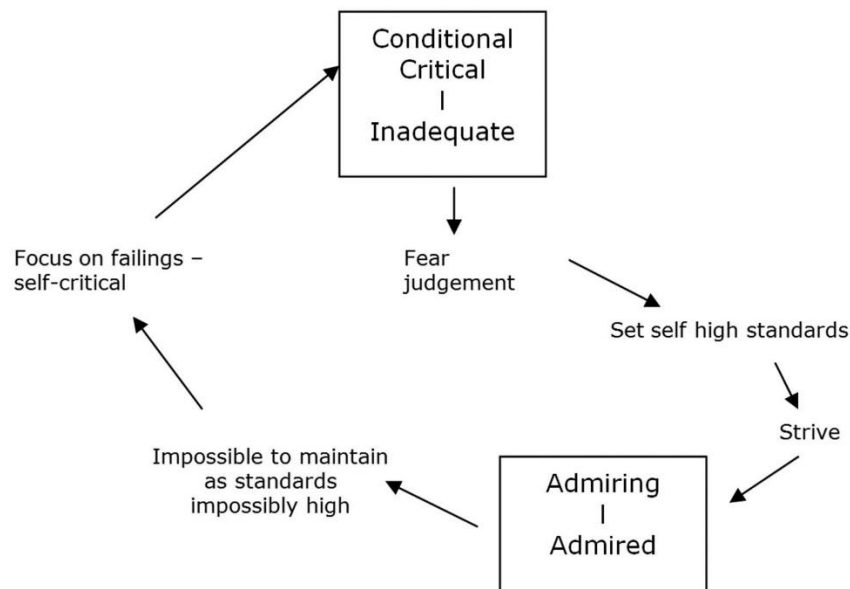 Conditional
Critical
I
Inadequate
Fear
judgement
Set self high standards
Strive
Admiring
I
Admired
Impossible to maintain
as standards
impossibly high
Focus on failings –
self-critical